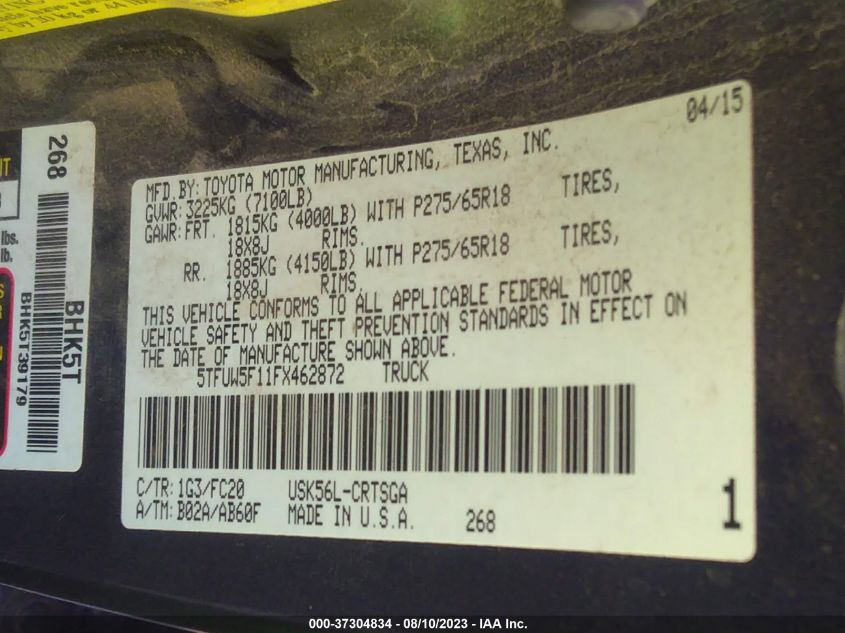 268
BHK5T
BHK5T39179
lbs.
lb.
04/15
MFD. BY: TOYOTA MOTOR MANUFACTURING, TEXAS, INC.
GVWR: 3225KG (7100LB)
GAWR: FRT. 1815KG (4000LB) WITH P275/65R18 TIRES,
18X8J RIMS.
RR. 1885KG (4150LB) WITH P275/65R18 TIRES,
18X8J RIMS.
THIS VEHICLE CONFORMS TO ALL APPLICABLE FEDERAL MOTOR
VEHICLE SAFETY AND THEFT PREVENTION STANDARDS IN EFFECT ON
THE DATE OF MANUFACTURE SHOWN ABOVE.
5TFUW5F11FX462872 TRUCK
C/TR: 1G3/FC20 USK56L-CRTSGA
A/TM: B02A/AB60F MADE IN U.S.A. 268
1
000-37304834 - 08/10/2023 - IAA Inc.